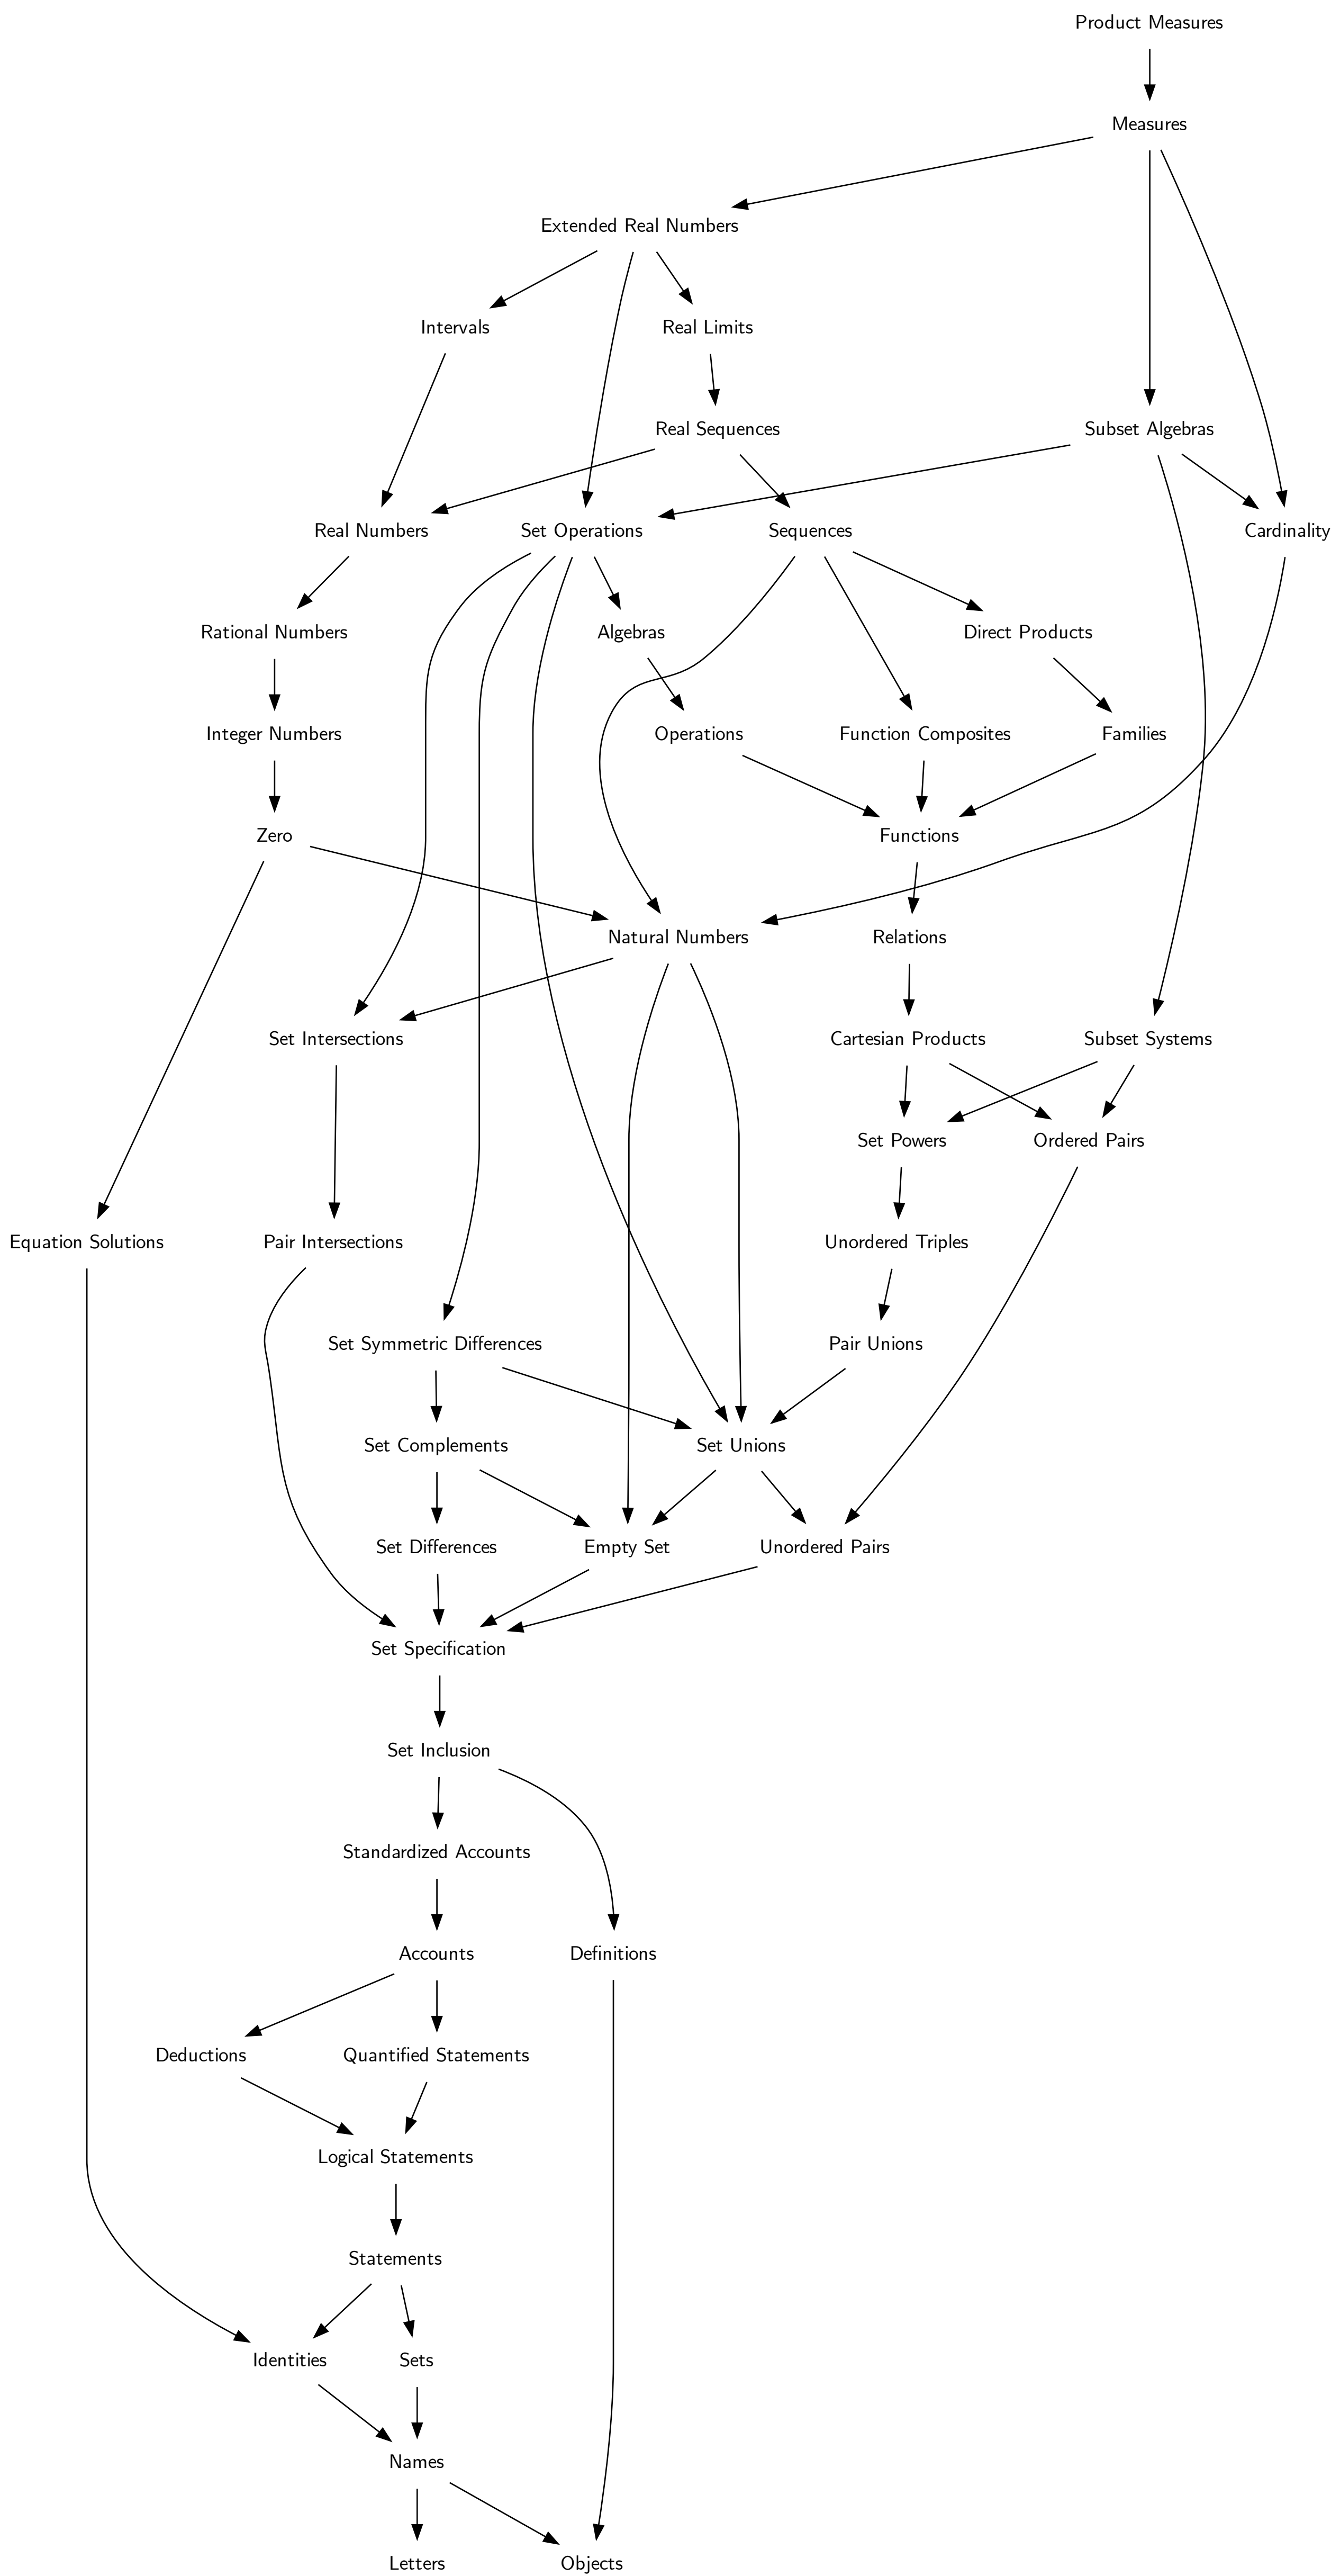 Product Measures
Measures
Extended Real Numbers
Intervals
Real Limits
Real Sequences
Subset Algebras
Real Numbers
Set Operations
Sequences
Cardinality
Rational Numbers
Algebras
Direct Products
Integer Numbers
Operations
Function Composites
Families
Zero
Functions
Natural Numbers
Relations
Set Intersections
Cartesian Products
Subset Systems
Set Powers
Ordered Pairs
Equation Solutions
Pair Intersections
Unordered Triples
Set Symmetric Differences
Pair Unions
Set Complements
Set Unions
Set Differences
Empty Set
Unordered Pairs
Set Specification
Set Inclusion
Standardized Accounts
Accounts
Definitions
Deductions
Quantified Statements
Logical Statements
Statements
Identities
Sets
Names
Letters
Objects